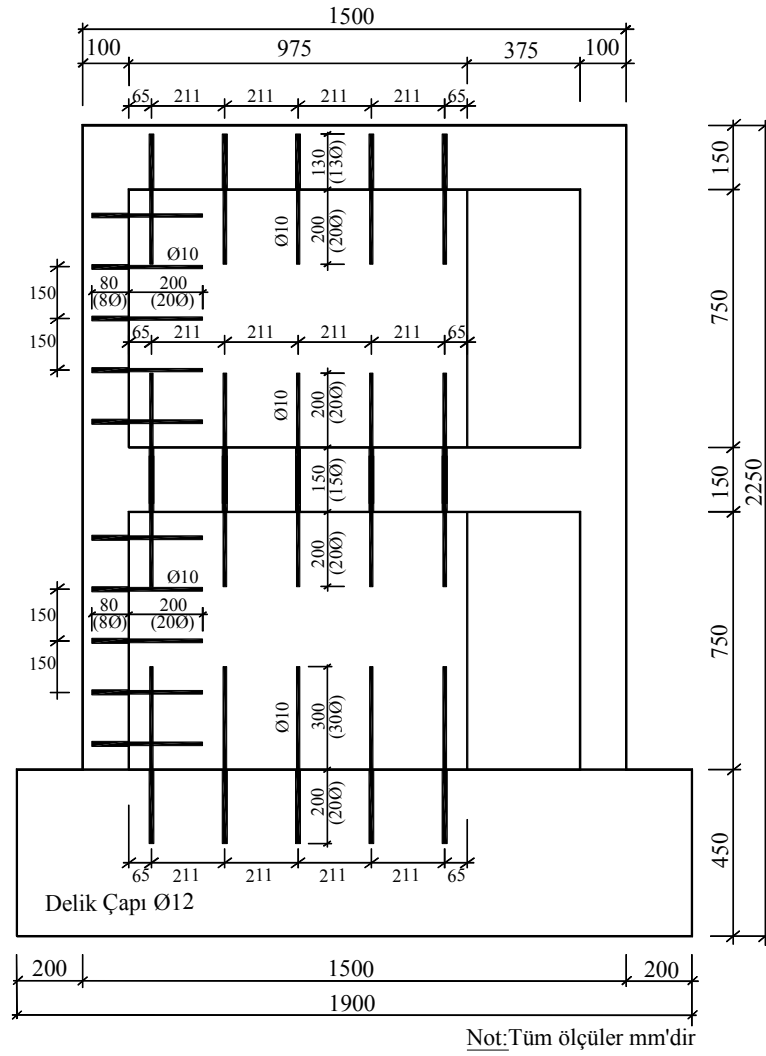 1500
100 975 375 100
65 211 211 211 211 65
130
(13Ø)
150
Ø10
200
(20Ø)
Ø10
150
80 200
(8Ø) (20Ø)
150
750
65 211 211 211 211 65
Ø10
200
(20Ø)
150
(15Ø)
150
2250
200
(20Ø)
Ø10
150
80 200
(8Ø) (20Ø)
150
750
Ø10
300
(30Ø)
200
(20Ø)
450
65 211 211 211 211 65
Delik Çapı Ø12
200 1500 200
1900
Not:Tüm ölçüler mm'dir